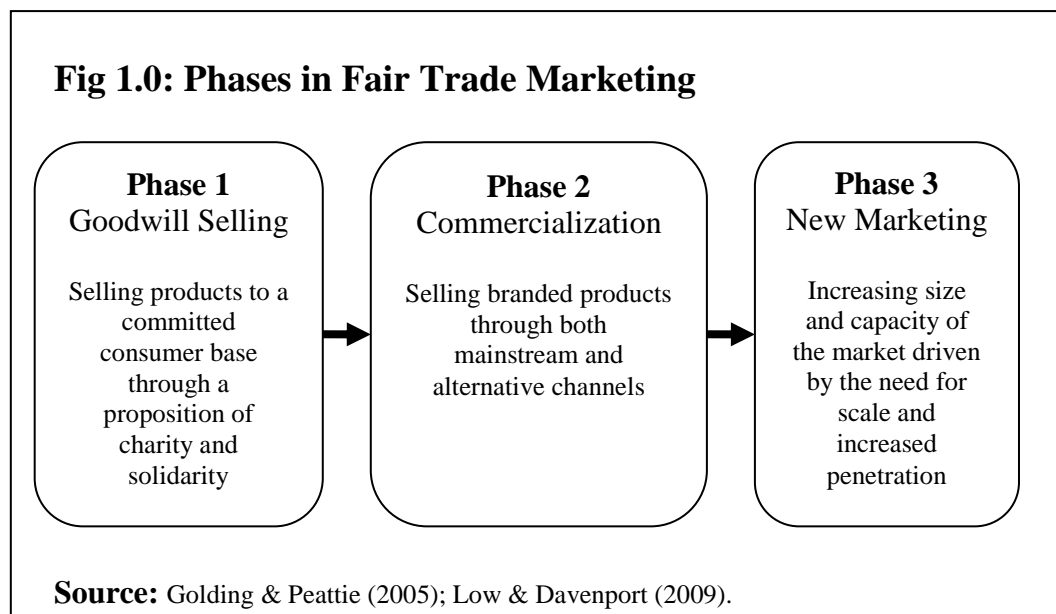 Fig 1.0: Phases in Fair Trade Marketing
Phase 1
Goodwill Selling
Selling products to a
committed
consumer base
through a
proposition of
charity and
solidarity
Phase 2
Commercialization
Selling branded products
through both
mainstream and
alternative channels
Phase 3
New Marketing
Increasing size
and capacity of
the market driven
by the need for
scale and
increased
penetration
Source: Golding & Peattie (2005); Low & Davenport (2009).